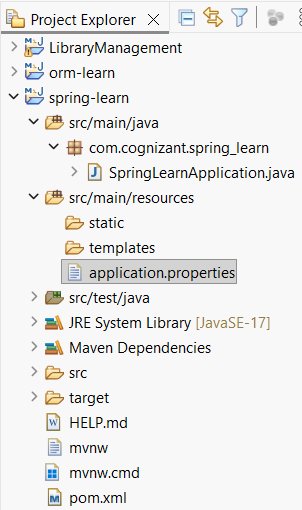 Project Explorer
LibraryManagement
orm-learn
spring-learn
src/main/java
com.cognizant.spring_learn
SpringLearnApplication.java
src/main/resources
static
templates
application.properties
src/test/java
JRE System Library [JavaSE-17]
Maven Dependencies
src
target
HELP.md
mvnw
mvnw.cmd
pom.xml